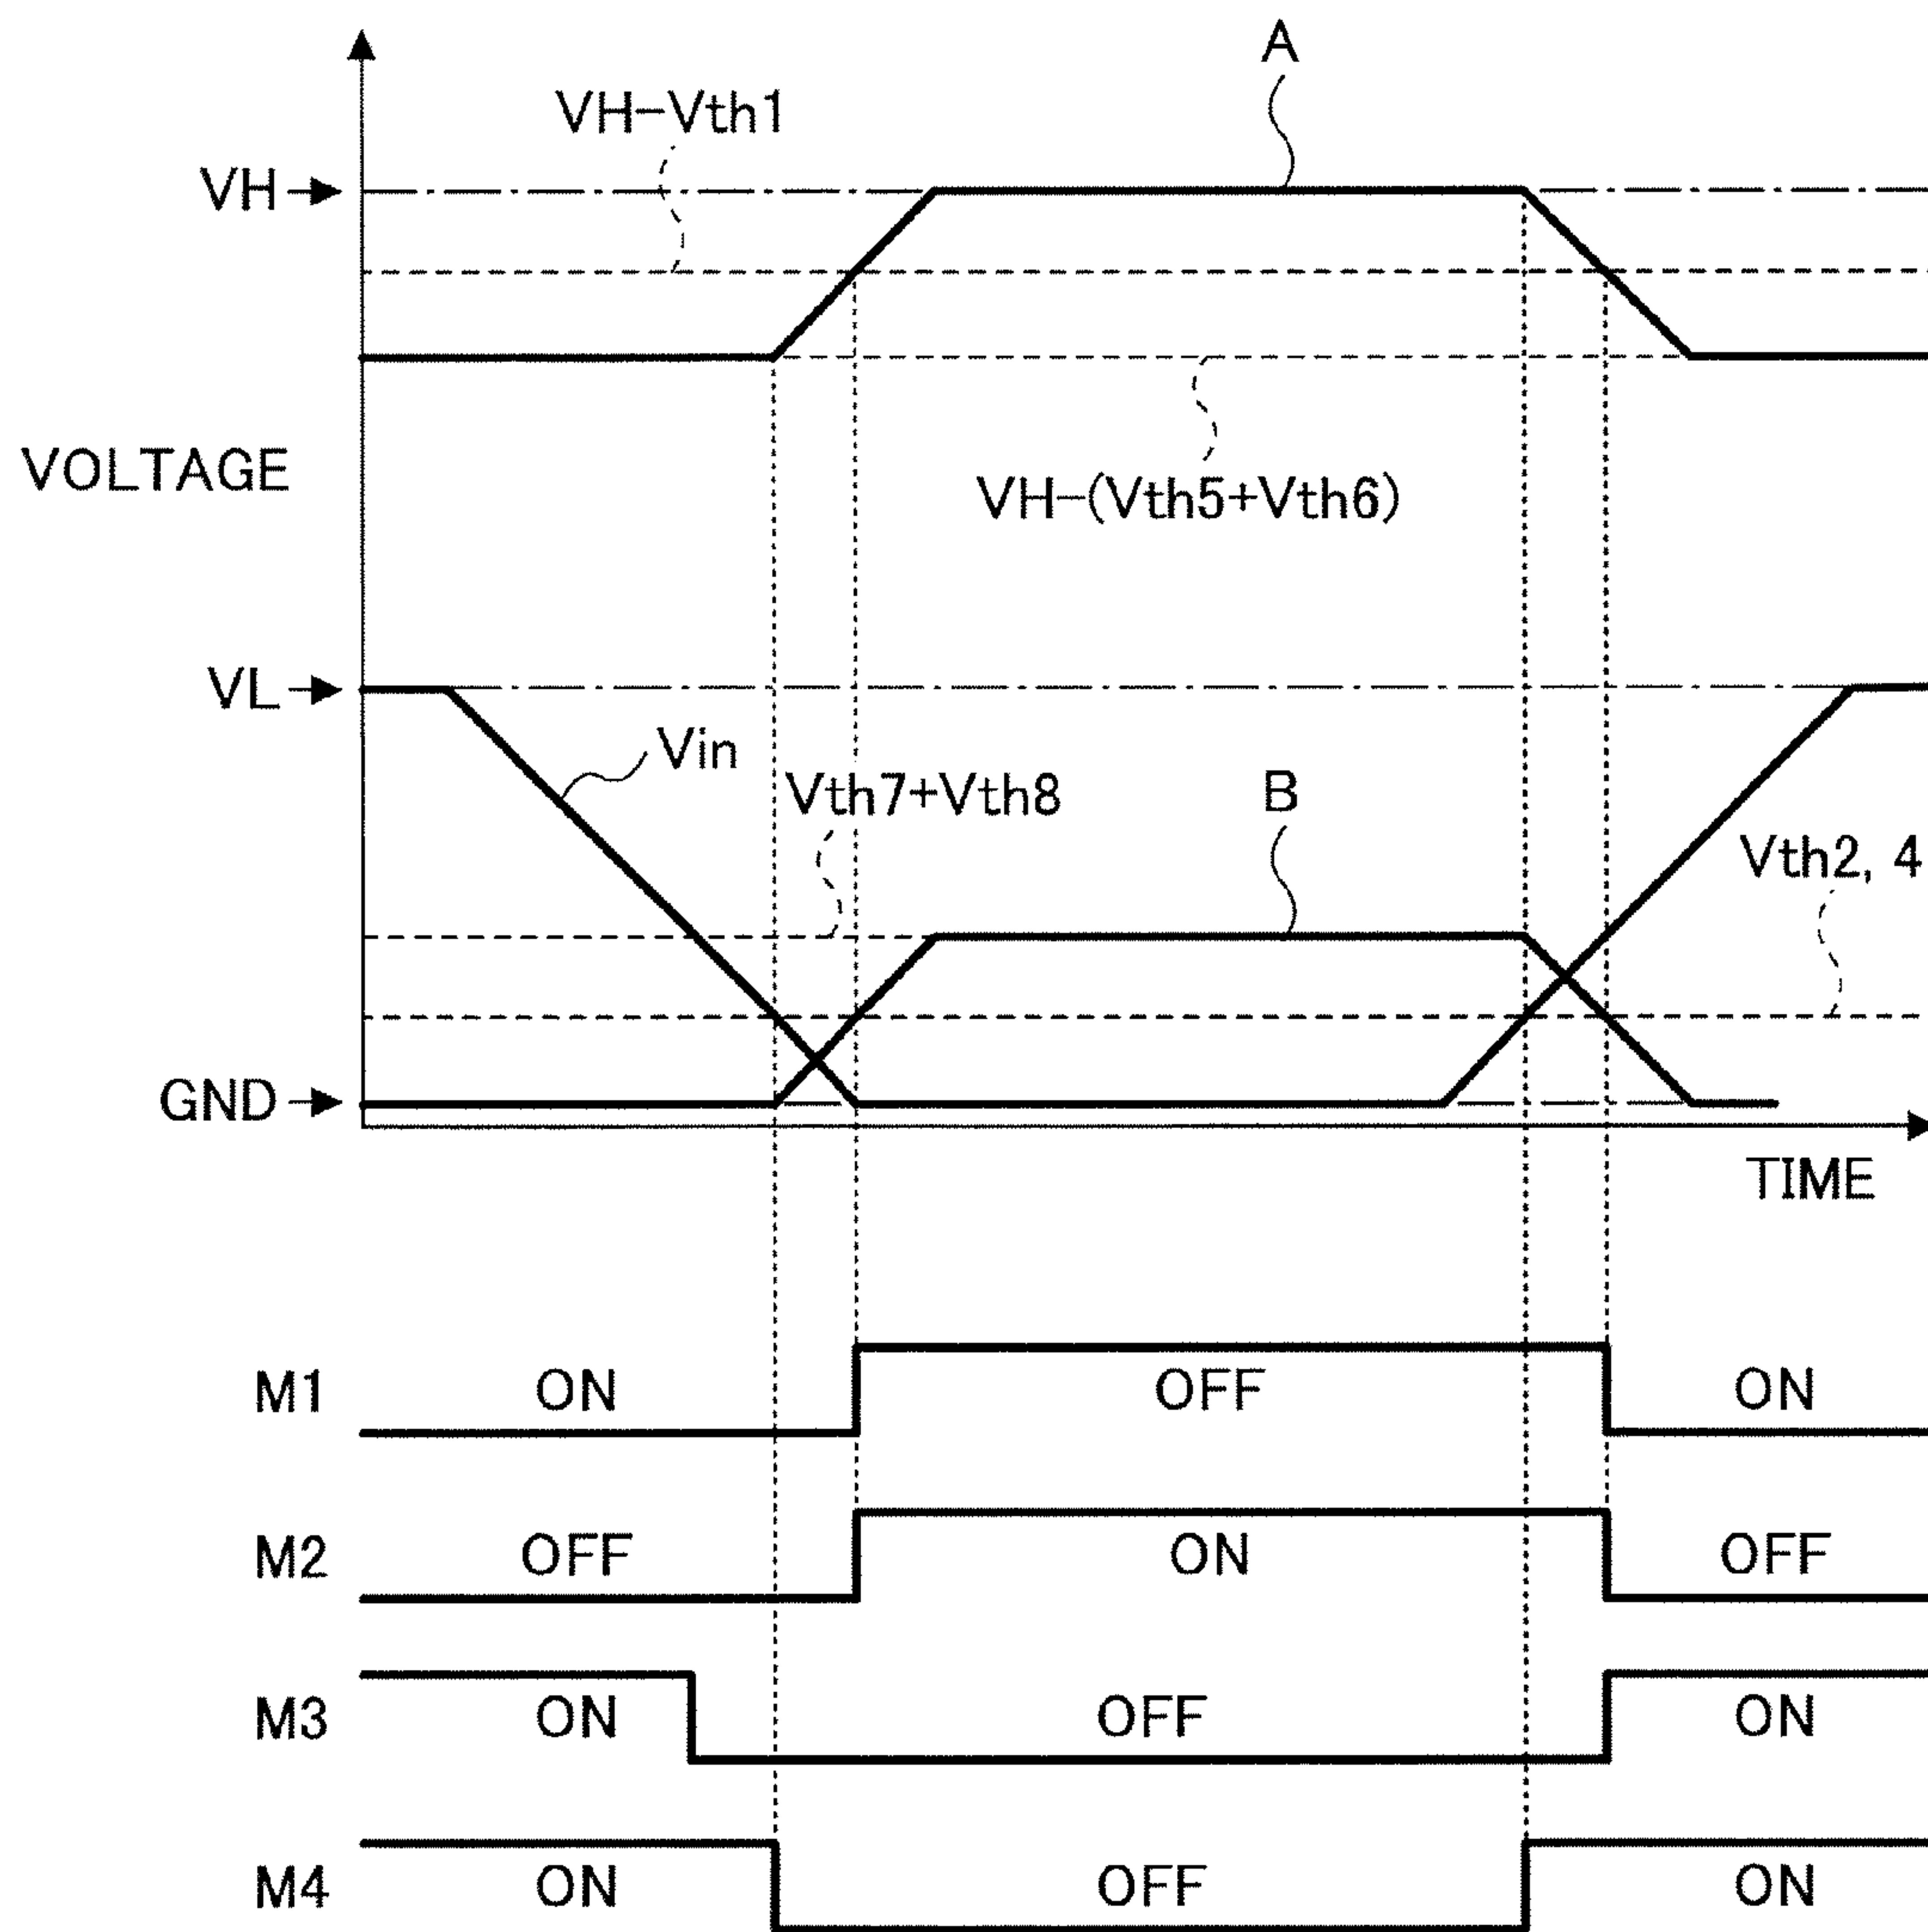 A
VH-Vth1
VH
VOLTAGE
VH-(Vth5+Vth6)
VL
Vin
Vth7+Vth8
B
Vth2, 4
GND
TIME
M1 ON OFF ON
M2 OFF ON OFF
M3 ON OFF ON
M4 ON OFF ON